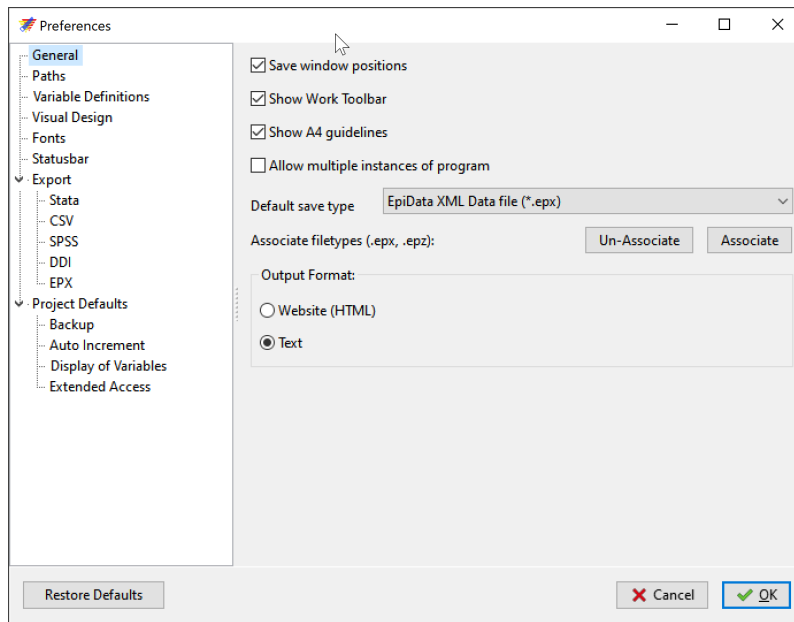 Preferences
General
Paths
Variable Definitions
Visual Design
Fonts
Statusbar
Export
Stata
CSV
SPSS
DDI
EPX
Project Defaults
Backup
Auto Increment
Display of Variables
Extended Access
Save window positions
Show Work Toolbar
Show A4 guidelines
Allow multiple instances of program
Default save type EpiData XML Data file (*.epx)
Associate filetypes (.epx, .epz): Un-Associate Associate
Output Format:
Website (HTML)
Text
Restore Defaults Cancel OK